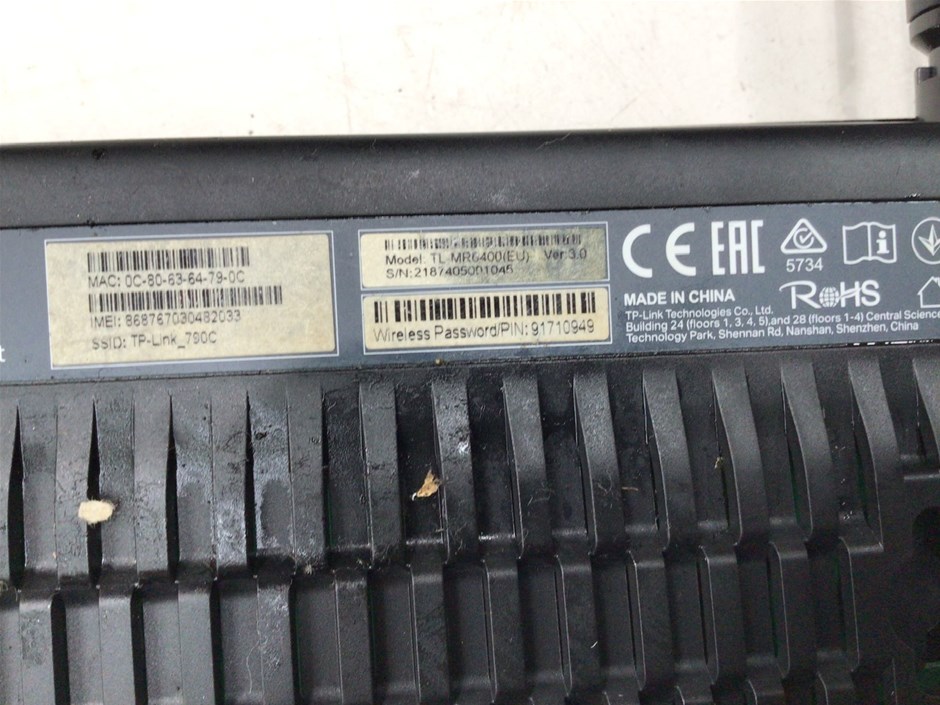 MAC: 0C-80-63-64-79-0C
IMEI: 868767030482033
SSID: TP-Link_790C
Model: TL-MR6400(EU) Ver:3.0
S/N: 2187405001045
Wireless Password/PIN: 91710949
CE EAC
5734
MADE IN CHINA
RoHS
TP-Link Technologies Co., Ltd.
Building 24 (floors 1, 3, 4, 5),and 28 (floors 1-4) Central Science
Technology Park, Shennan Rd, Nanshan, Shenzhen, China